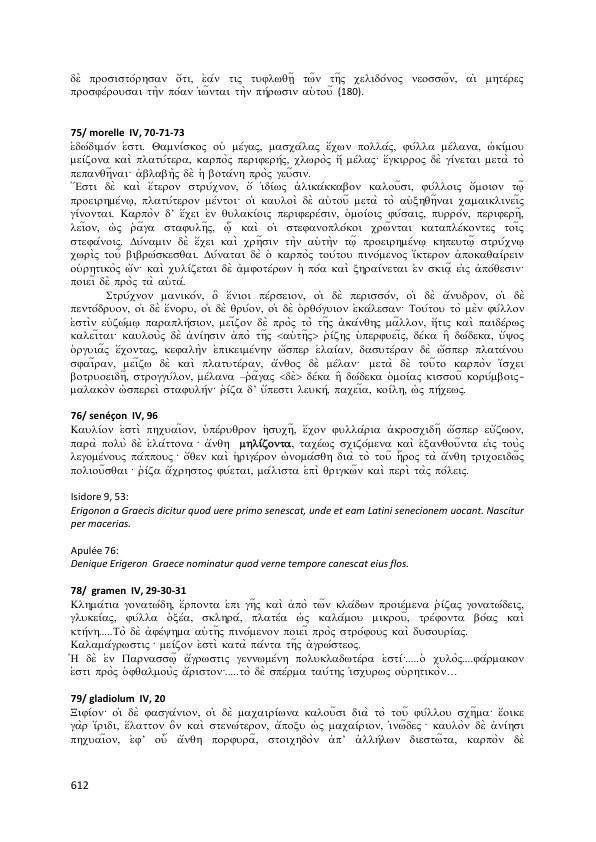 δὲ προσιστόρησαν ὅτι, ἐάν τις τυφλωθῇ τῶν τῆς χελιδόνος νεοσσῶν, αἱ μητέρες
προσφέρουσαι τὴν πόαν ἰῶνται τὴν πήρωσιν αὐτοῦ (180).
75/ morelle IV, 70-71-73
ἐδώδιμόν ἐστι. Θαμνίσκος οὐ μέγας, μασχάλας ἔχων πολλάς, φύλλα μέλανα, ὠκίμου
μείζονα καὶ πλατύτερα, καρπὸς περιφερής, χλωρὸς ἢ μέλας· ἔγκιρρος δὲ γίνεται μετὰ τὸ
πεπανθῆναι· ἀβλαβὴς δὲ ἡ βοτάνη πρὸς γεῦσιν.
Ἔστι δὲ καὶ ἕτερον στρύχνον, ὃ ἰδίως ἁλικάκκαβον καλοῦσι, φύλλοις ὅμοιον τῷ
προειρημένῳ, πλατύτερον μέντοι· οἱ καυλοὶ δὲ αὐτοῦ μετὰ τὸ αὐξηθῆναι χαμαικλινεῖς
γίνονται. Καρπὸν δ’ ἔχει ἐν θυλακίοις περιφερέσιν, ὁμοίοις φύσαις, πυρρόν, περιφερῆ,
λεῖον, ὡς ῥᾶγα σταφυλῆς, ᾧ καὶ οἱ στεφανοπλόκοι χρῶνται καταπλέκοντες τοῖς
στεφάνοις. Δύναμιν δὲ ἔχει καὶ χρῆσιν τὴν αὐτὴν τῷ προειρημένῳ κηπευτῷ στρύχνῳ
χωρὶς τοῦ βιβρώσκεσθαι. Δύναται δὲ ὁ καρπὸς τούτου πινόμενος ἴκτερον ἀποκαθαίρειν
οὐρητικὸς ὤν· καὶ χυλίζεται δὲ ἀμφοτέρων ἡ πόα καὶ ξηραίνεται ἐν σκιᾷ εἰς ἀπόθεσιν·
ποιεῖ δὲ πρὸς τὰ αὐτά.
Στρύχνον μανικόν, ὃ ἔνιοι πέρσειον, οἱ δὲ περισσόν, οἱ δὲ ἄνυδρον, οἱ δὲ
πεντόδρυον, οἱ δὲ ἔνορυ, οἱ δὲ θρύον, οἱ δὲ ὀρθόγυιον ἐκάλεσαν· Τούτου τὸ μὲν φύλλον
ἐστὶν εὐζώμῳ παραπλήσιον, μεῖζον δὲ πρὸς τὸ τῆς ἀκάνθης μᾶλλον, ἥτις καὶ παιδέρως
καλεῖται· καυλοὺς δὲ ἀνίησιν ἀπὸ τῆς <αὐτῆς> ῥίζης ὑπερφυεῖς, δέκα ἢ δώδεκα, ὕψος
ὀργυιᾶς ἔχοντας, κεφαλὴν ἐπικειμένην ὥσπερ ἐλαίαν, δασυτέραν δὲ ὥσπερ πλατάνου
σφαῖραν, μείζω δὲ καὶ πλατυτέραν, ἄνθος δὲ μέλαν· μετὰ δὲ τοῦτο καρπὸν ἴσχει
βοτρυοειδῆ, στρογγύλον, μέλανα –ῥᾶγας <δὲ> δέκα ἢ δώδεκα ὁμοίας κισσοῦ κορύμβοις–
μαλακὸν ὡσπερεὶ σταφυλήν· ῥίζα δ’ ὕπεστι λευκή, παχεῖα, κοίλη, ὡς πήχεως.
76/ senéçon IV, 96
Καυλίον ἐστὶ πηχυαῖον, ὑπέρυθρον ἡσυχῆ, ἔχον φυλλάρια ἀκροσχιδῆ ὥσπερ εὔζωον,
παρὰ πολὺ δὲ ἐλάττονα · ἄνθη μηλίζοντα, ταχέως σχιζόμενα καὶ ἐξανθοῦντα εἰς τοὺς
λεγομένους πάππους · ὅθεν καὶ ἠριγέρον ὠνομάσθη διὰ τὸ τοῦ ἦρος τὰ ἄνθη τριχοειδῶς
πολιοῦσθαι · ῥίζα ἄχρηστος φύεται, μάλιστα ἐπὶ θριγκῶν καὶ περὶ τὰς πόλεις.
Isidore 9, 53:
Erigonon a Graecis dicitur quod uere primo senescat, unde et eam Latini senecionem uocant. Nascitur
per macerias.
Apulée 76:
Denique Erigeron Graece nominatur quod verne tempore canescat eius flos.
78/ gramen IV, 29-30-31
Κλημάτια γονατώδη, ἕρποντα ἐπι γῆς καὶ ἀπὸ τῶν κλάδων προιέμενα ῥίζας γονατώδεις,
γλυκείας, φύλλα ὀξέα, σκληρά, πλατέα ὡς καλάμου μικροῦ, τρέφοντα βόας καὶ
κτήνη.....Τὸ δὲ ἀφέψημα αὐτῆς πινόμενον ποιεῖ πρὸς στρόφους καὶ δυσουρίας.
Καλαμάγρωστις · μείζον ἐστὶ κατὰ πάντα τῆς ἀγρώστεος.
Ἡ δὲ ἐν Παρνασσῷ ἄγρωστις γεννωμένη πολυκλαδωτέρα ἐστί·.....ὁ χυλὸς....φάρμακον
ἐστι πρὸς ὀφθαλμοὺς ἄριστον·.....τὸ δὲ σπέρμα ταύτης ἰσχυρως οὐρητικόν...
79/ gladiolum IV, 20
Ξιφίον· οἱ δὲ φασγάνιον, οἱ δὲ μαχαιρίωνα καλοῦσι διὰ τὸ τοῦ φύλλου σχῆμα· ἔοικε
γὰρ ἴριδι, ἔλαττον ὂν καὶ στενώτερον, ἄποξυ ὡς μαχαίριον, ἰνῶδες · καυλὸν δὲ ἀνίησι
πηχυαῖον, ἐφ’ οὗ ἄνθη πορφυρᾶ, στοιχηδὸν ἀπ’ ἀλλήλων διεστῶτα, καρπὸν δὲ
612